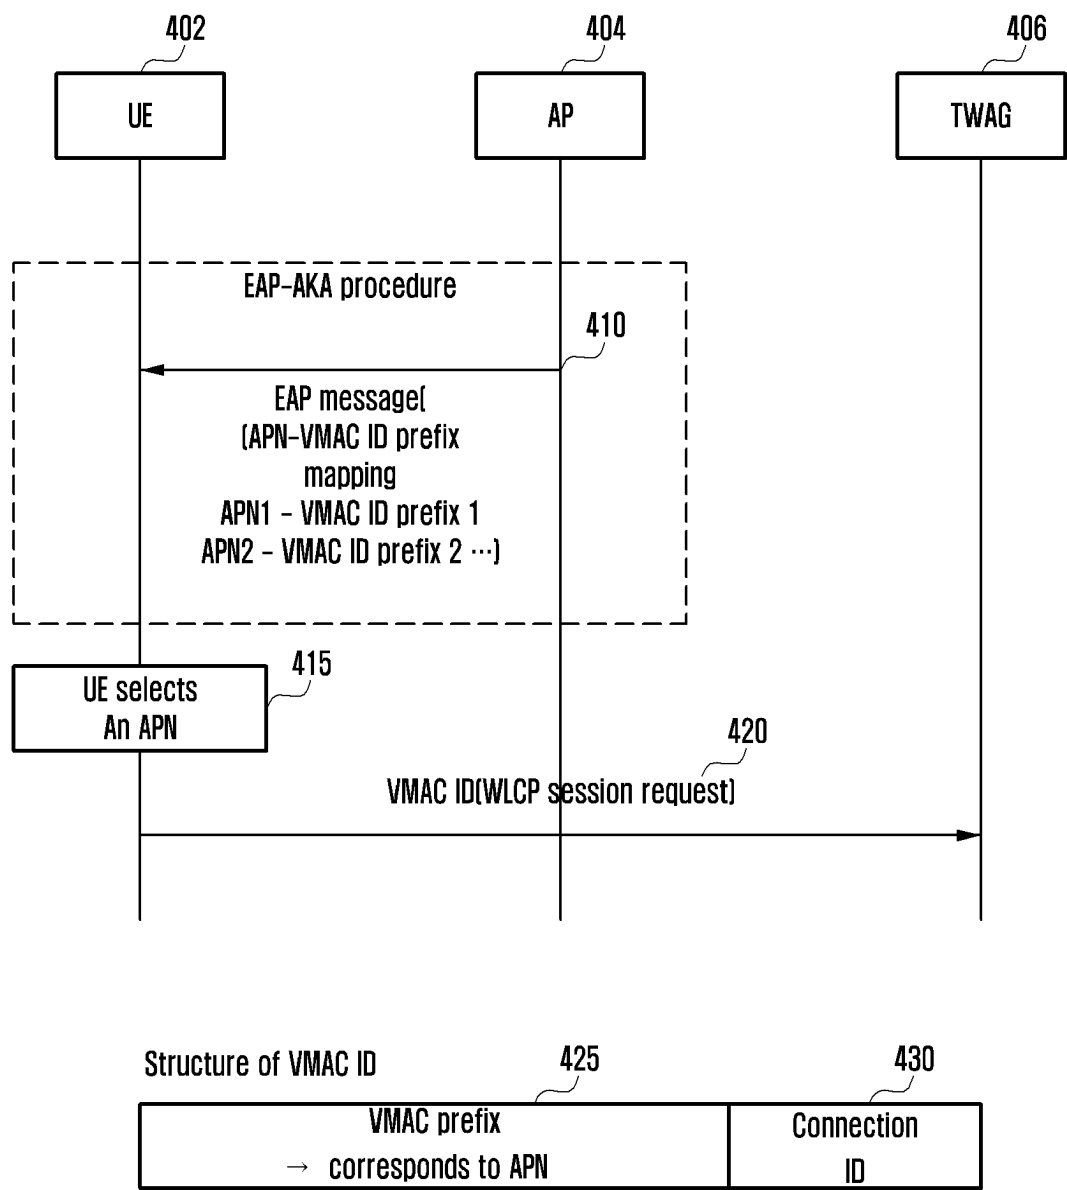 402
404
406
UE
AP
TWAG
EAP-AKA procedure
410
EAP message(
(APN-VMAC ID prefix
mapping
APN1 - VMAC ID prefix 1
APN2 - VMAC ID prefix 2 ···)
415
UE selects
An APN
420
VMAC ID(WLCP session request)
Structure of VMAC ID
425
430
VMAC prefix
→ corresponds to APN
Connection
ID